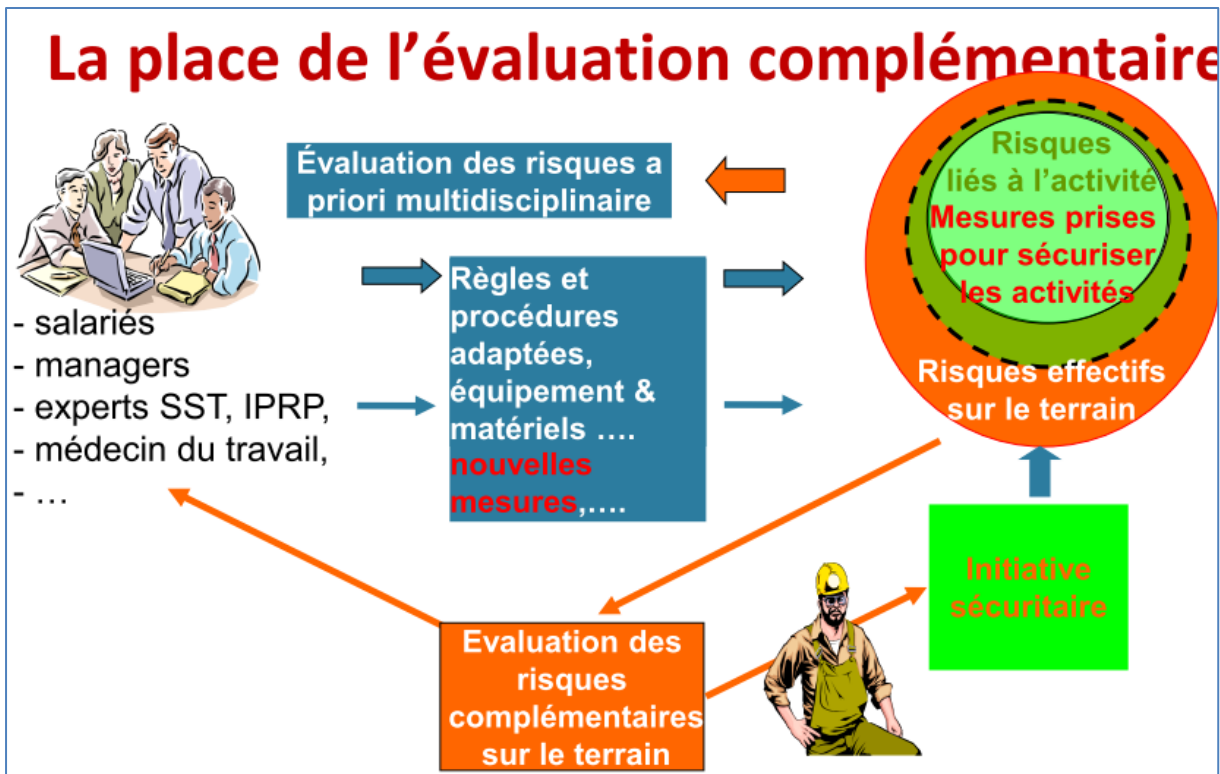 La place de l’évaluation complémentaire
Évaluation des risques a
priori multidisciplinaire
Risques
liés à l’activité
Mesures prises
pour sécuriser
les activités
Risques effectifs
sur le terrain
Règles et
procédures
adaptées,
équipement &
matériels ....
nouvelles
mesures,....
- salariés
- managers
- experts SST, IPRP,
- médecin du travail,
- ...
Initiative
sécuritaire
Evaluation des
risques
complémentaires
sur le terrain